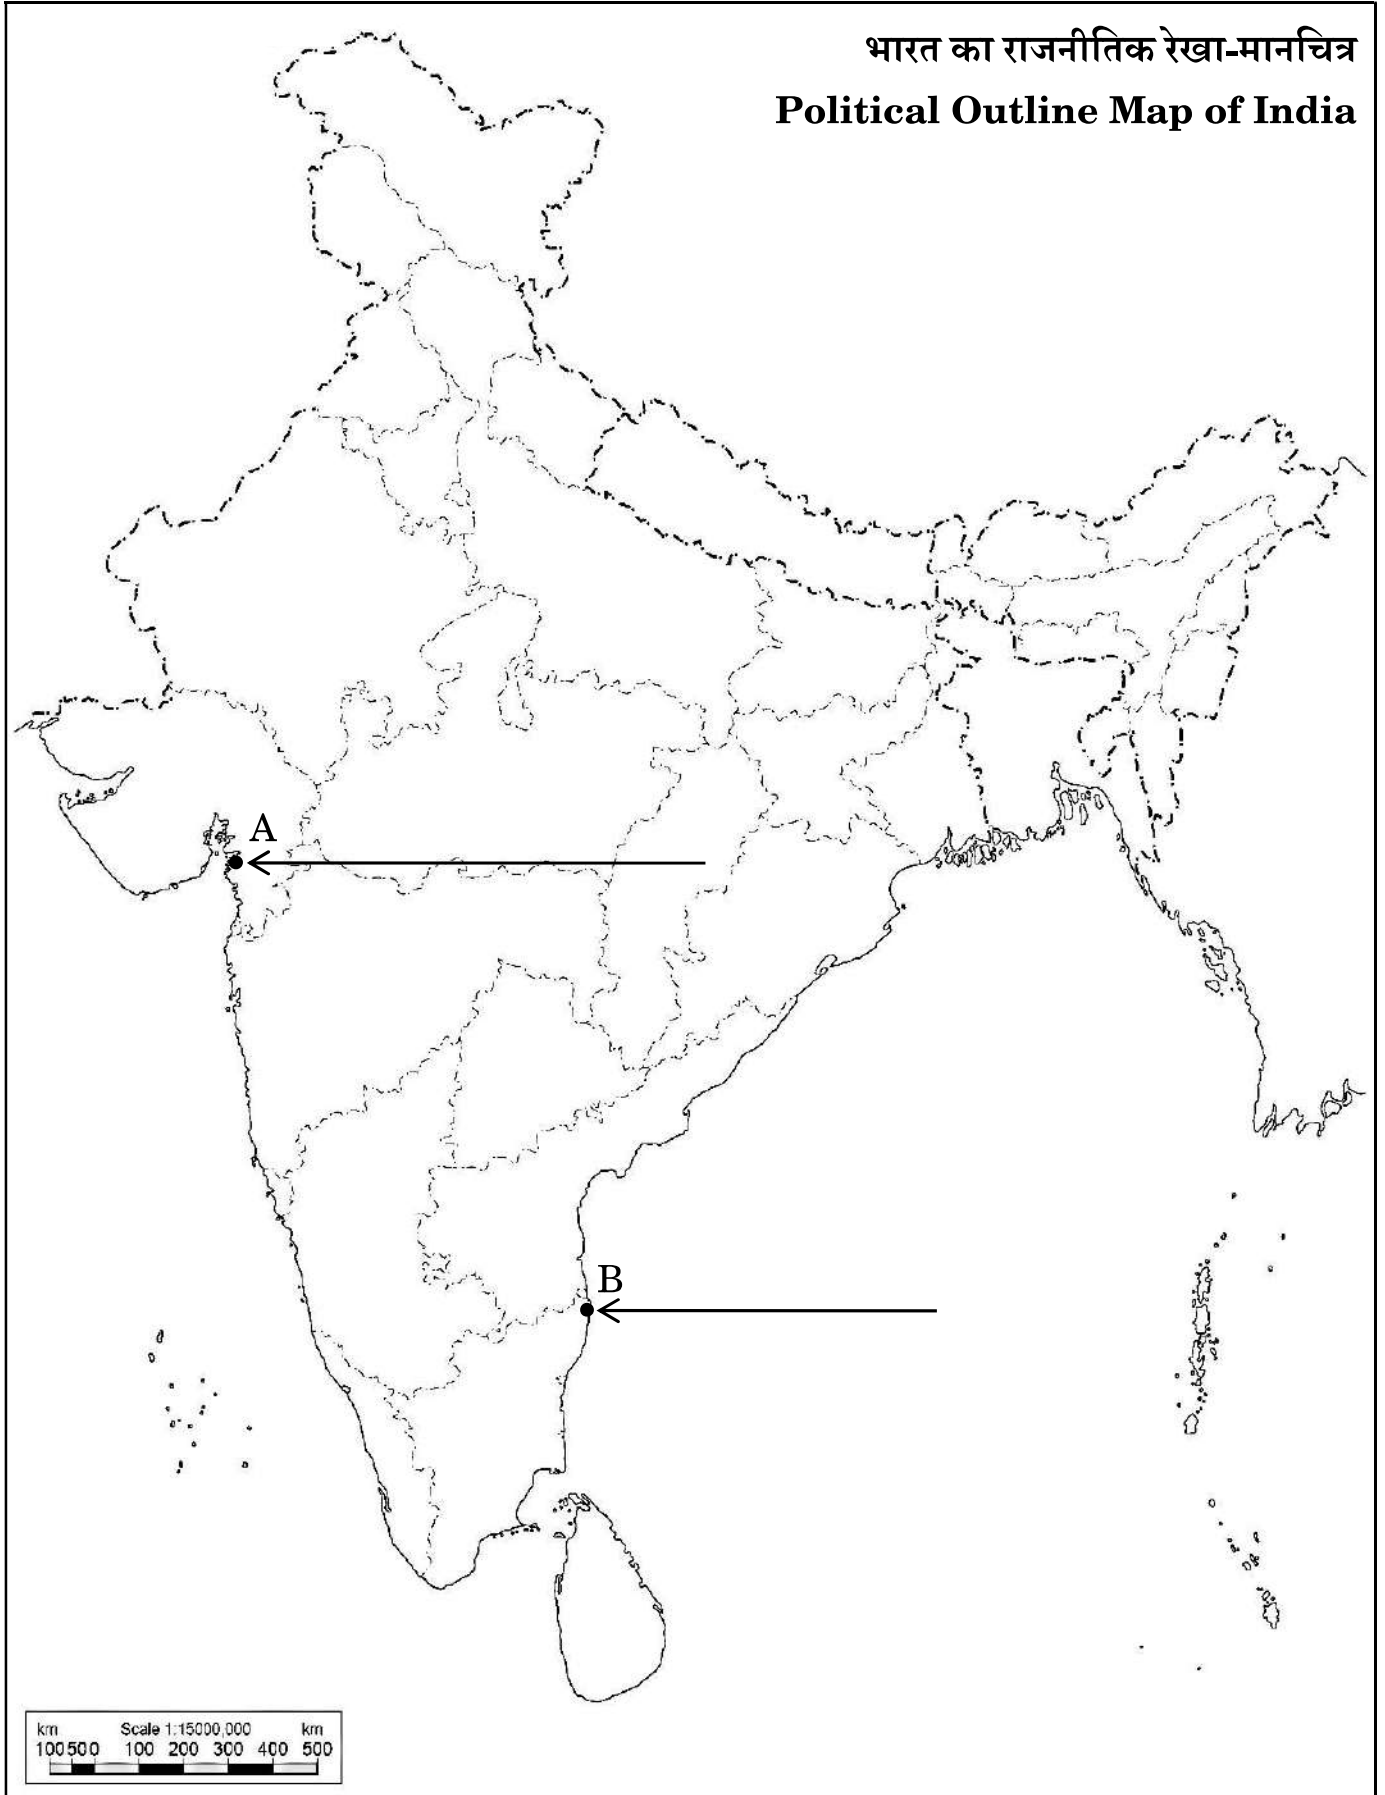 भारत का राजनीतिक रेखा-मानचित्र
Political Outline Map of India
A
B
km Scale 1:15000,000 km
100 50 0 100 200 300 400 500